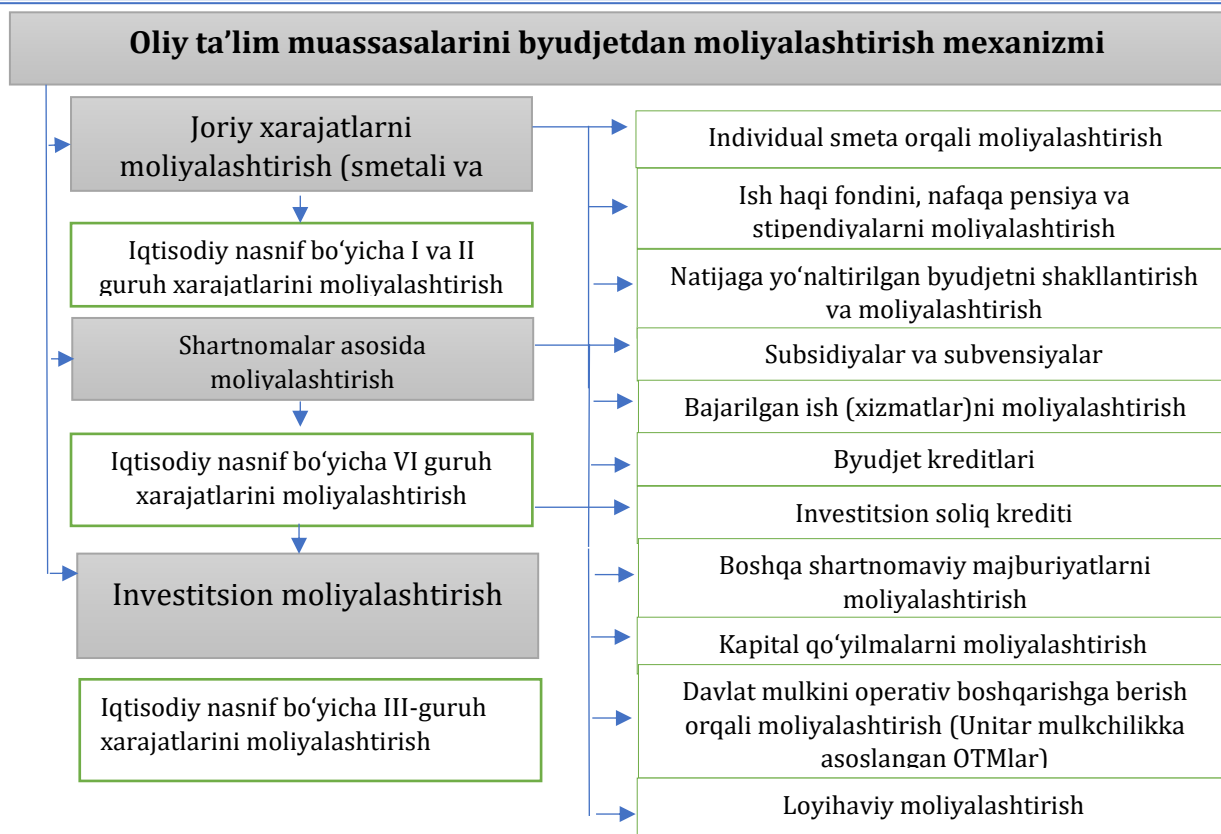 Oliy ta’lim muassasalarini byudjetdan moliyalashtirish mexanizmi
Joriy xarajatlarni
moliyalashtirish (smetali va
Iqtisodiy nasnif bo‘yicha I va II
guruh xarajatlarini moliyalashtirish
Shartnomalar asosida
moliyalashtirish
Iqtisodiy nasnif bo‘yicha VI guruh
xarajatlarini moliyalashtirish
Investitsion moliyalashtirish
Iqtisodiy nasnif bo‘yicha III-guruh
xarajatlarini moliyalashtirish
Individual smeta orqali moliyalashtirish
Ish haqi fondini, nafaqa pensiya va
stipendiyalarni moliyalashtirish
Natijaga yo‘naltirilgan byudjetni shakllantirish
va moliyalashtirish
Subsidiyalar va subvensiyalar
Bajarilgan ish (xizmatlar)ni moliyalashtirish
Byudjet kreditlari
Investitsion soliq krediti
Boshqa shartnomaviy majburiyatlarni
moliyalashtirish
Kapital qo‘yilmalarni moliyalashtirish
Davlat mulkini operativ boshqarishga berish
orqali moliyalashtirish (Unitar mulkchilikka
asoslangan OTMlar)
Loyihaviy moliyalashtirish